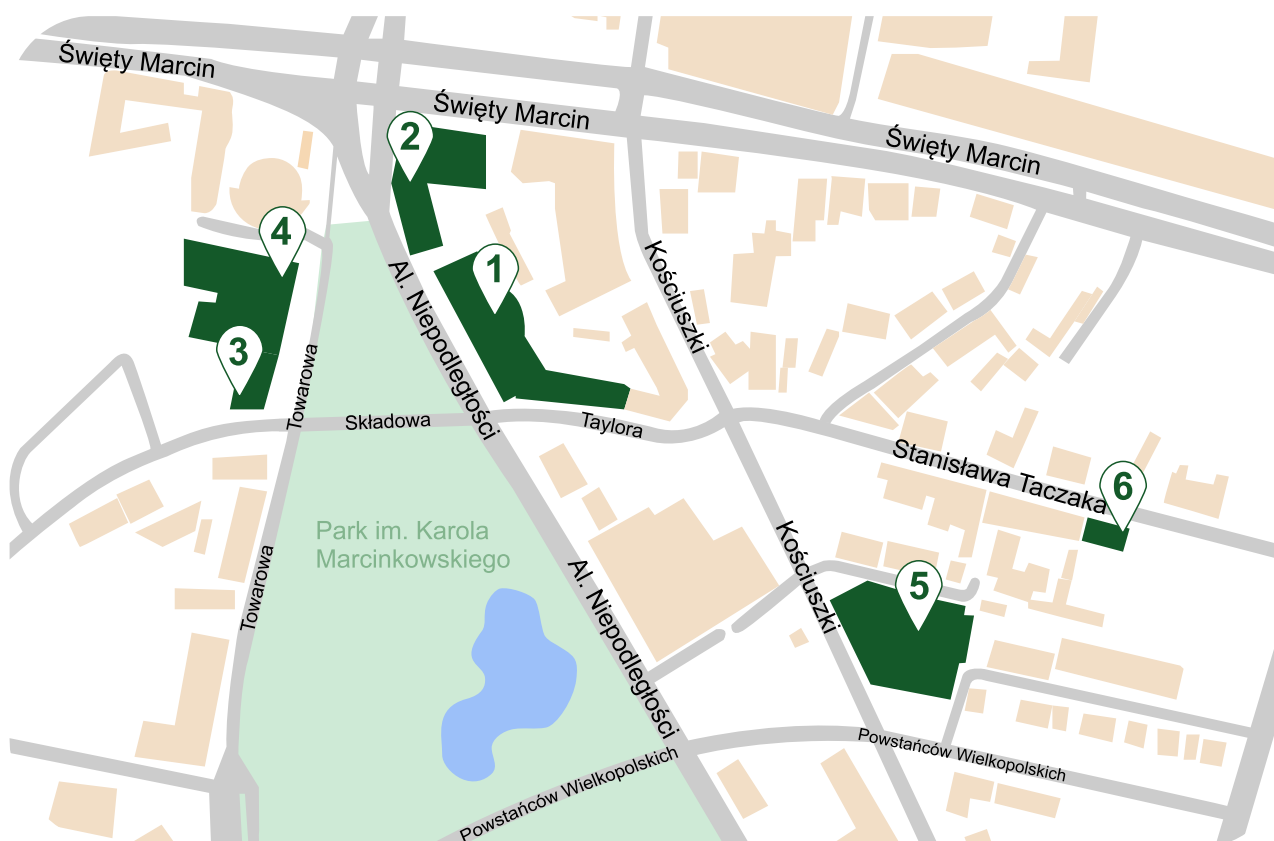 Święty Marcin
Święty Marcin
Święty Marcin
2
4
1
3
Al. Niepodległości
Kościuszki
Towarowa
Składowa
Taylora
Stanisława Taczaka
6
Park im. Karola
Marcinkowskiego
Towarowa
Al. Niepodległości
Kościuszki
5
Powstańców Wielkopolskich
Powstańców Wielkopolskich